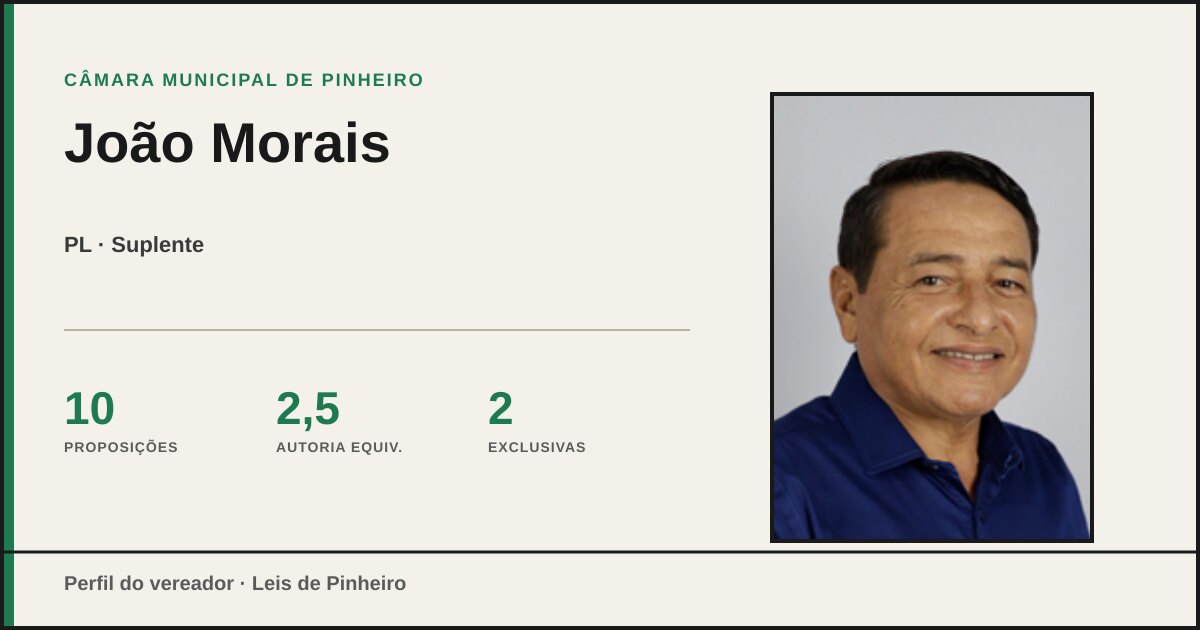 CÂMARA MUNICIPAL DE PINHEIRO
João Morais
PL · Suplente
10
PROPOSIÇÕES
2,5
AUTORIA EQUIV.
2
EXCLUSIVAS
Perfil do vereador · Leis de Pinheiro